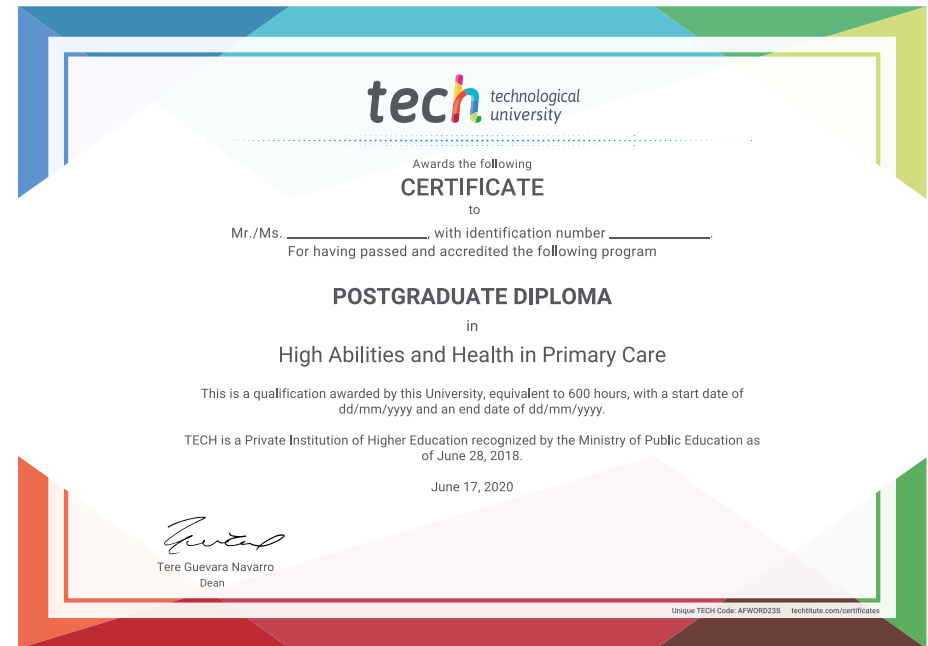 tech technological
university
Awards the following
CERTIFICATE
to
Mr./Ms. ____________, with identification number ____________.
For having passed and accredited the following program
POSTGRADUATE DIPLOMA
in
High Abilities and Health in Primary Care
This is a qualification awarded by this University, equivalent to 600 hours, with a start date of
dd/mm/yyyy and an end date of dd/mm/yyyy.
TECH is a Private Institution of Higher Education recognized by the Ministry of Public Education as
of June 28, 2018.
June 17, 2020
Tere Guevara Navarro
Dean
Unique TECH Code: AFWORD23S techtitute.com/certificates